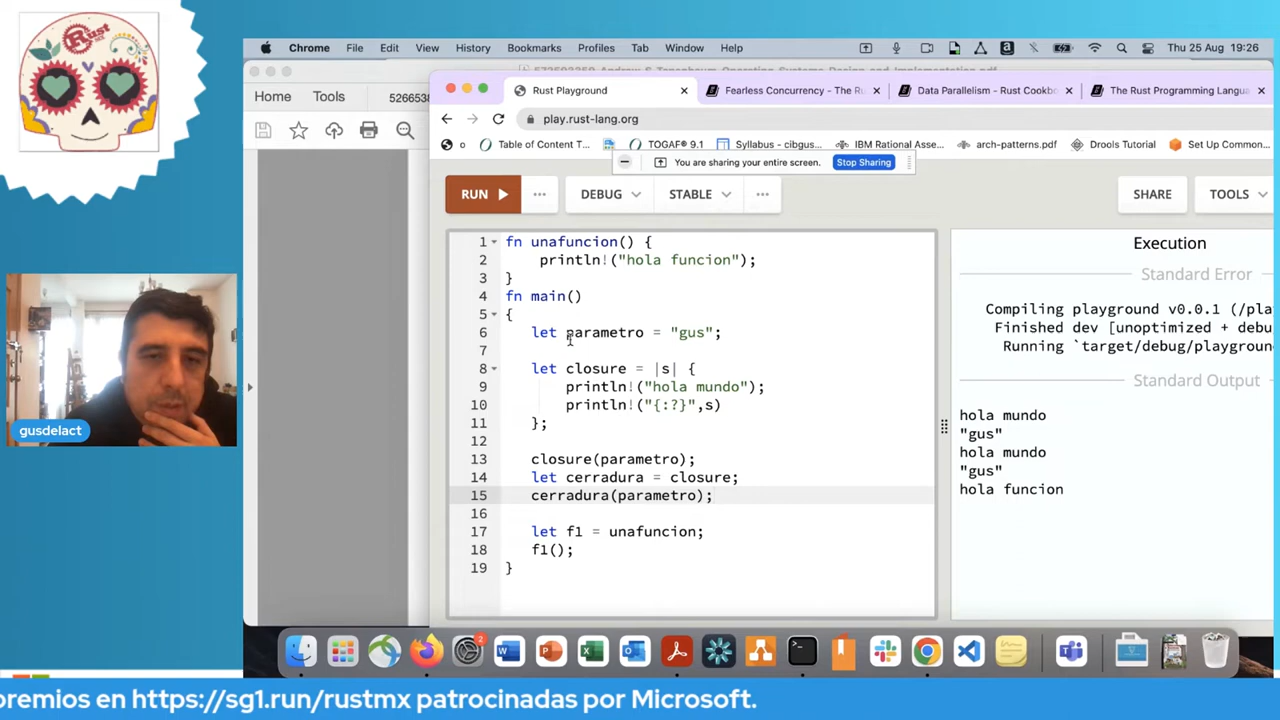 Rust
MX
Chrome File Edit View History Bookmarks Profiles Tab Window Help Thu 25 Aug 19:26
Home Tools
Rust Playground Fearless Concurrency - The Ru Data Parallelism - Rust Cookbo The Rust Programming Langua
play.rust-lang.org
o Table of Content T... TOGAF® 9.1 Syllabus - cibgus... IBM Rational Asse... arch-patterns.pdf Drools Tutorial Set Up Common...
You are sharing your entire screen. Stop Sharing
RUN ... DEBUG STABLE ... SHARE TOOLS
1 fn unafuncion() {
2 println!("hola funcion");
3 }
4 fn main()
5 {
6 let parametro = "gus";
7
8 let closure = |s| {
9 println!("hola mundo");
10 println!("{:?}",s)
11 };
12
13 closure(parametro);
14 let cerradura = closure;
15 cerradura(parametro);
16
17 let f1 = unafuncion;
18 f1();
19 }
Execution
Standard Error
Compiling playground v0.0.1 (/pla
Finished dev [unoptimized + debu
Running `target/debug/playground
Standard Output
hola mundo
"gus"
hola mundo
"gus"
hola funcion
gusdelact
2
premios en https://sg1.run/rustmx patrocinadas por Microsoft.